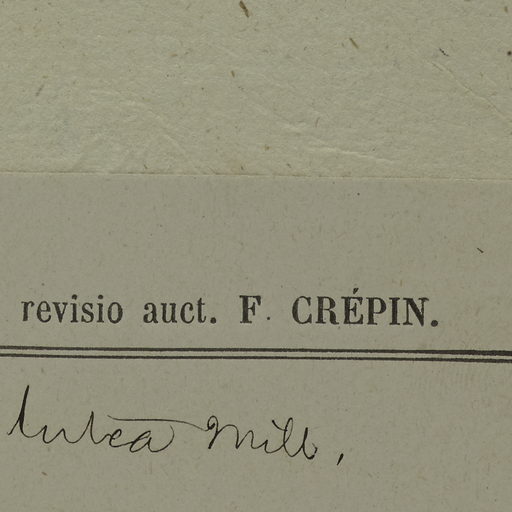 revisio auct. F. CRÉPIN.
lutea Mill.